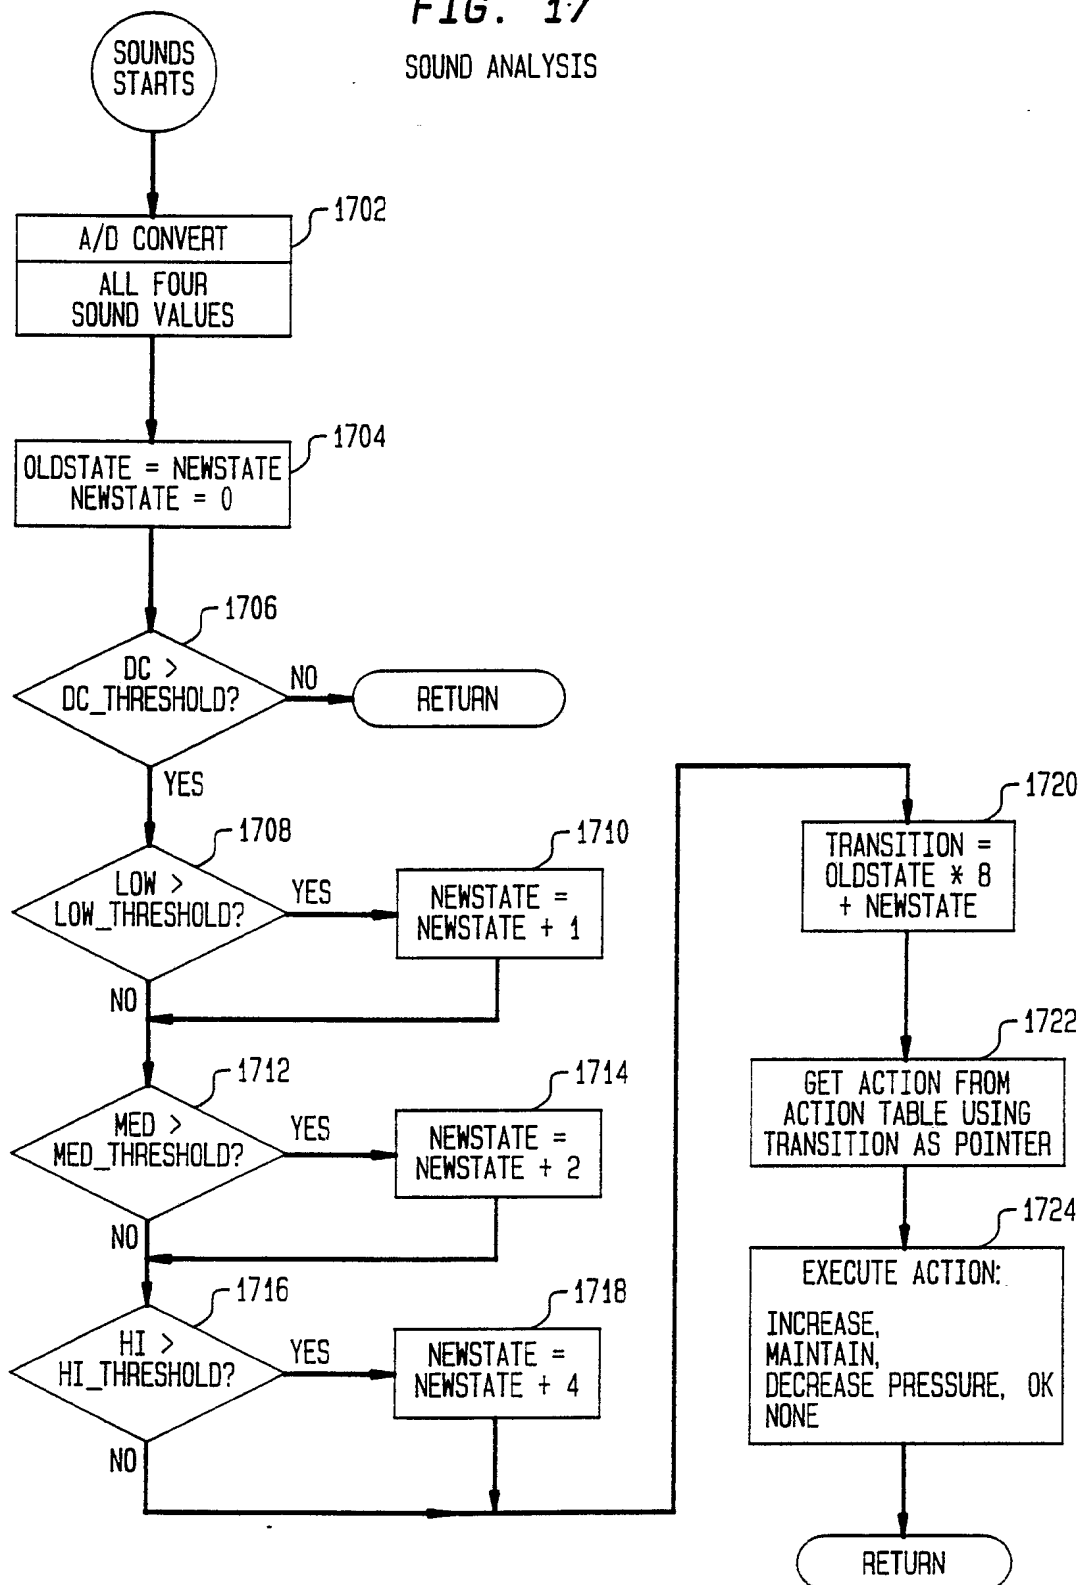 FIG. 17
SOUND ANALYSIS
SOUNDS
STARTS
1702
A/D CONVERT
ALL FOUR
SOUND VALUES
1704
OLDSTATE = NEWSTATE
NEWSTATE = 0
1706
DC >
DC_THRESHOLD?
NO
RETURN
YES
1708
LOW >
LOW_THRESHOLD?
YES
1710
NEWSTATE =
NEWSTATE + 1
NO
1712
MED >
MED_THRESHOLD?
YES
1714
NEWSTATE =
NEWSTATE + 2
NO
1716
HI >
HI_THRESHOLD?
YES
1718
NEWSTATE =
NEWSTATE + 4
NO
1720
TRANSITION =
OLDSTATE * 8
+ NEWSTATE
1722
GET ACTION FROM
ACTION TABLE USING
TRANSITION AS POINTER
1724
EXECUTE ACTION:
INCREASE,
MAINTAIN,
DECREASE PRESSURE, OK
NONE
RETURN